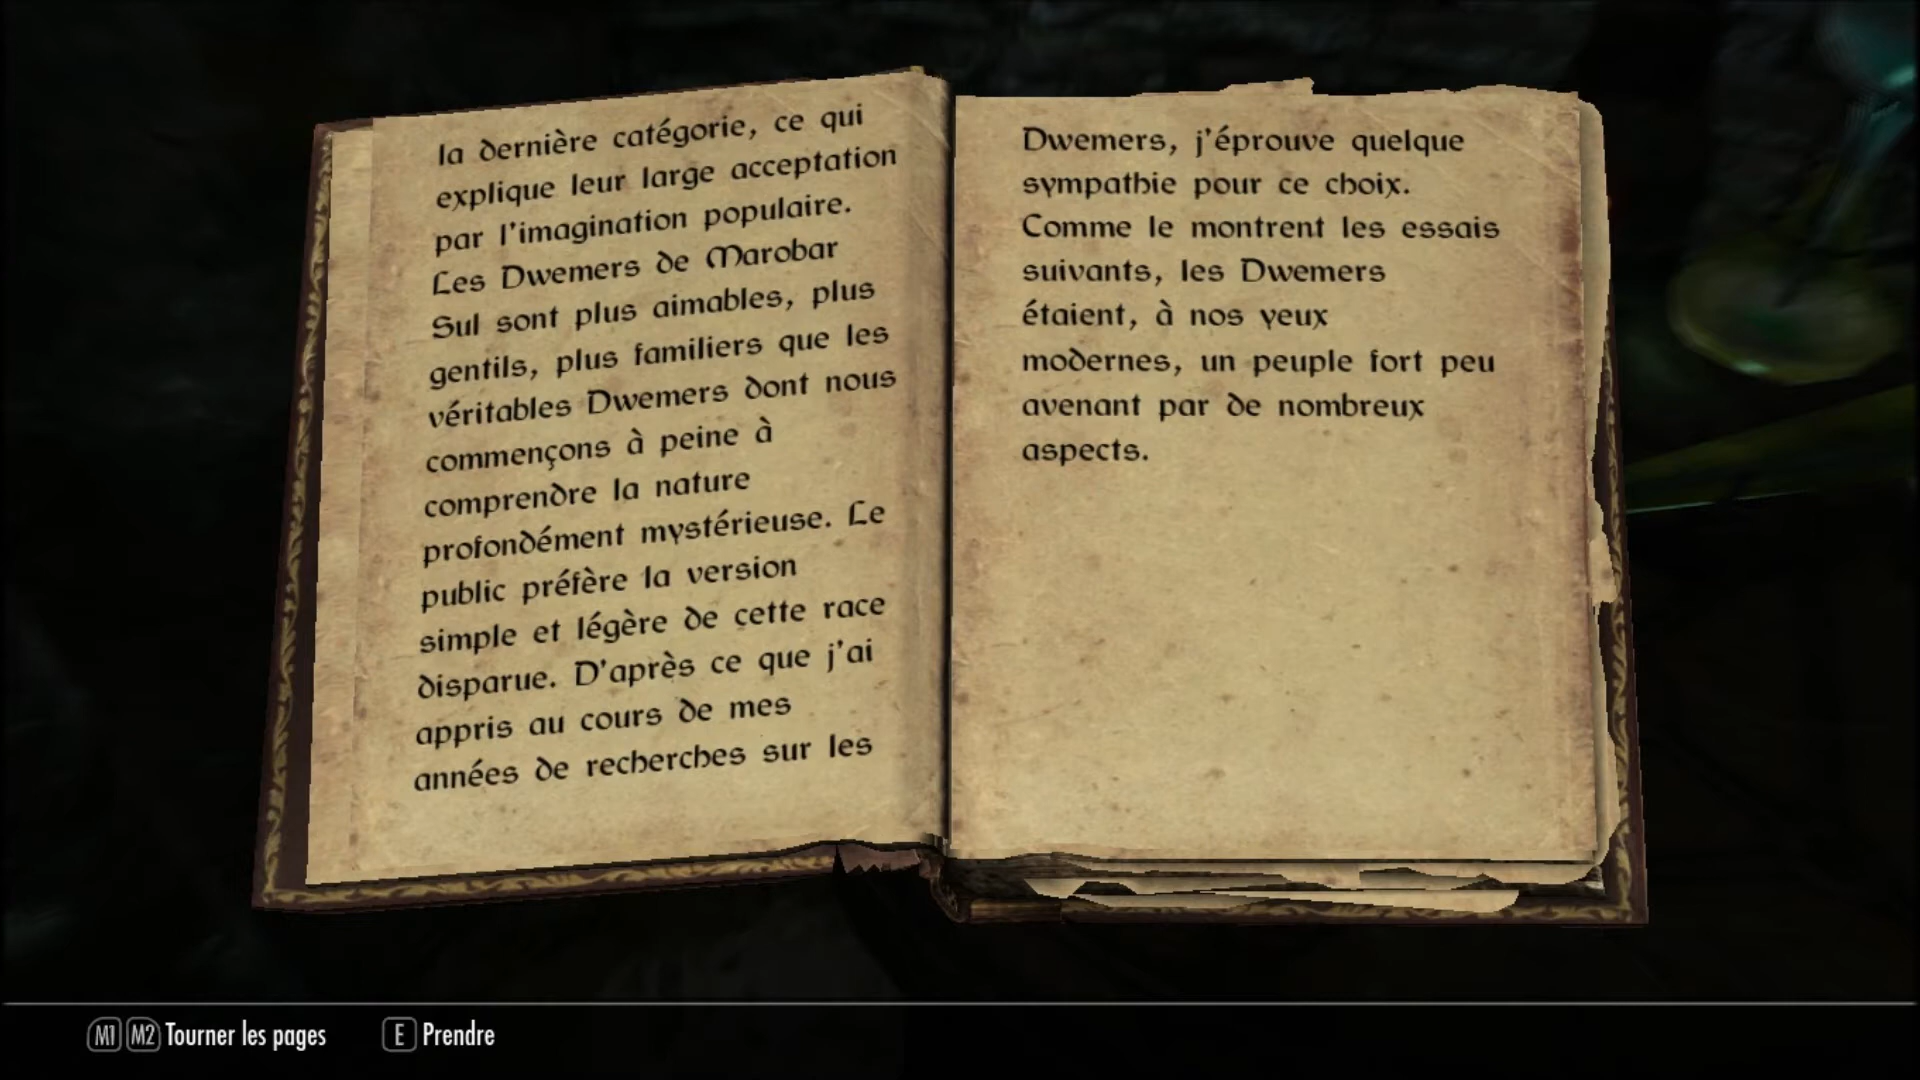 la dernière catégorie, ce qui
explique leur large acceptation
par l'imagination populaire.
Les Dwemers de Marobar
Sul sont plus aimables, plus
gentils, plus familiers que les
véritables Dwemers dont nous
commençons à peine à
comprendre la nature
profondément mystérieuse. Le
public préfère la version
simple et légère de cette race
disparue. D'après ce que j'ai
appris au cours de mes
années de recherches sur les
Dwemers, j'éprouve quelque
sympathie pour ce choix.
Comme le montrent les essais
suivants, les Dwemers
étaient, à nos yeux
modernes, un peuple fort peu
avenant par de nombreux
aspects.
M1 M2 Tourner les pages E Prendre